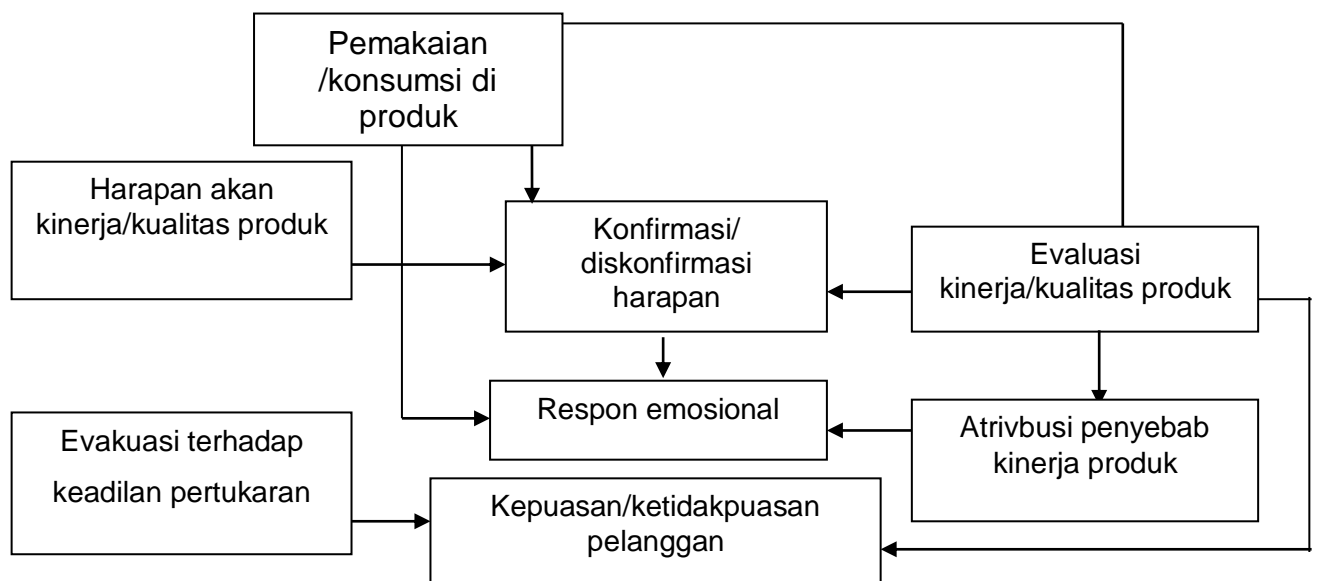 Pemakaian
/konsumsi di
produk
Harapan akan
kinerja/kualitas produk
Konfirmasi/
diskonfirmasi
harapan
Evaluasi
kinerja/kualitas produk
Respon emosional
Atrivbusi penyebab
kinerja produk
Evakuasi terhadap
keadilan pertukaran
Kepuasan/ketidakpuasan
pelanggan